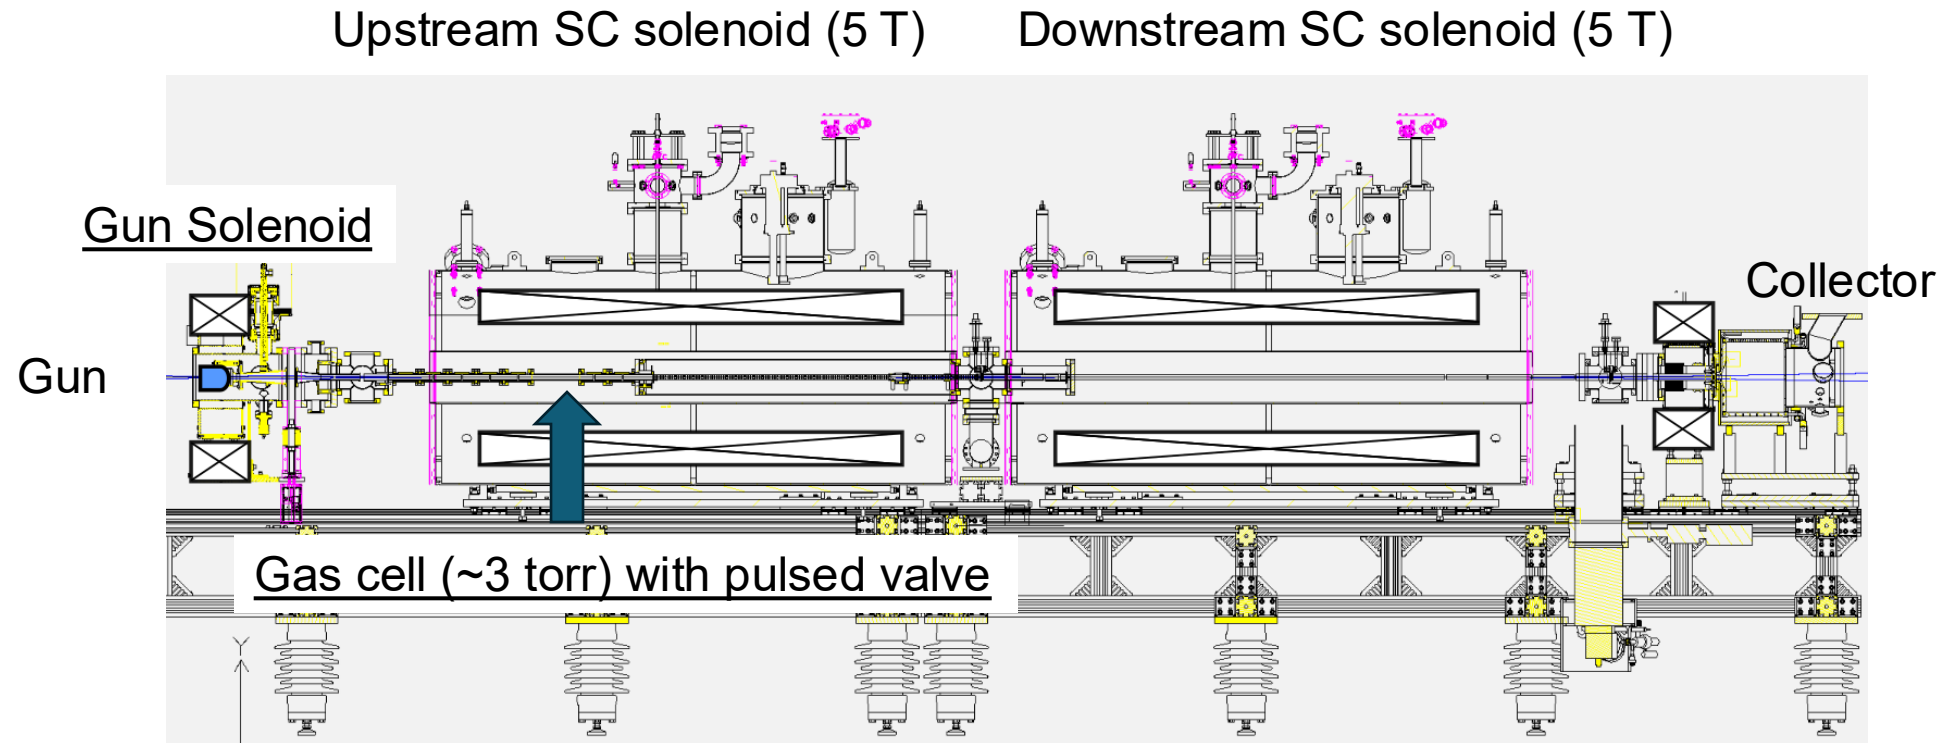 Upstream SC solenoid (5 T)
Downstream SC solenoid (5 T)
Gun Solenoid
Collector
Gun
Gas cell (~3 torr) with pulsed valve
Y